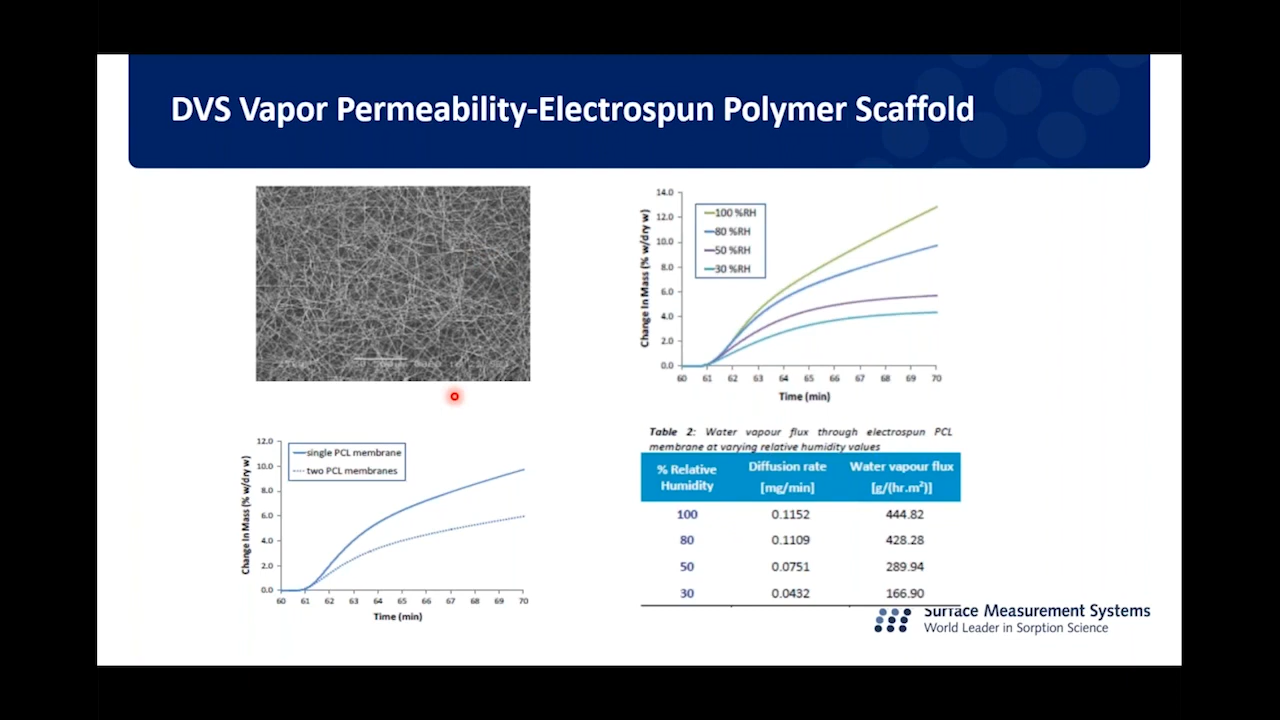 DVS Vapor Permeability-Electrospun Polymer Scaffold
14.0
12.0
10.0
8.0
6.0
4.0
2.0
0.0
Change In Mass (% w/dry w)
100 %RH
80 %RH
50 %RH
30 %RH
60 61 62 63 64 65 66 67 68 69 70
Time (min)
12.0
10.0
8.0
6.0
4.0
2.0
0.0
Change In Mass (% w/dry w)
single PCL membrane
two PCL membranes
60 61 62 63 64 65 66 67 68 69 70
Time (min)
Table 2: Water vapour flux through electrospun PCL
membrane at varying relative humidity values
% Relative Humidity Diffusion rate [mg/min] Water vapour flux [g/(hr.m²)]
100 0.1152 444.82
80 0.1109 428.28
50 0.0751 289.94
30 0.0432 166.90
Surface Measurement Systems
World Leader in Sorption Science